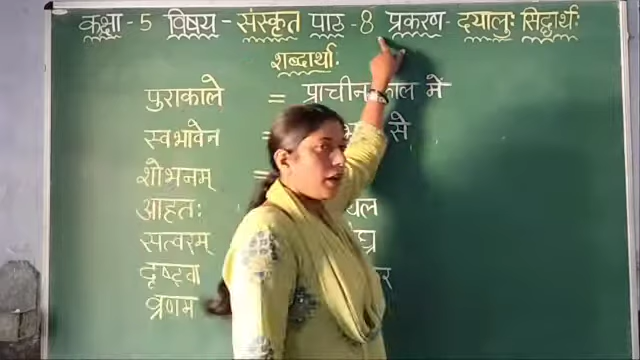 कक्षा - 5 विषय - संस्कृत पाठ - 8 प्रकरण - दयालुः सिद्धार्थः
शब्दार्थाः
पुराकाले = प्राचीन काल में
स्वभावेन = से
शोभनम् =
आहतः
सत्वरम्
दृष्ट्वा
व्रणम